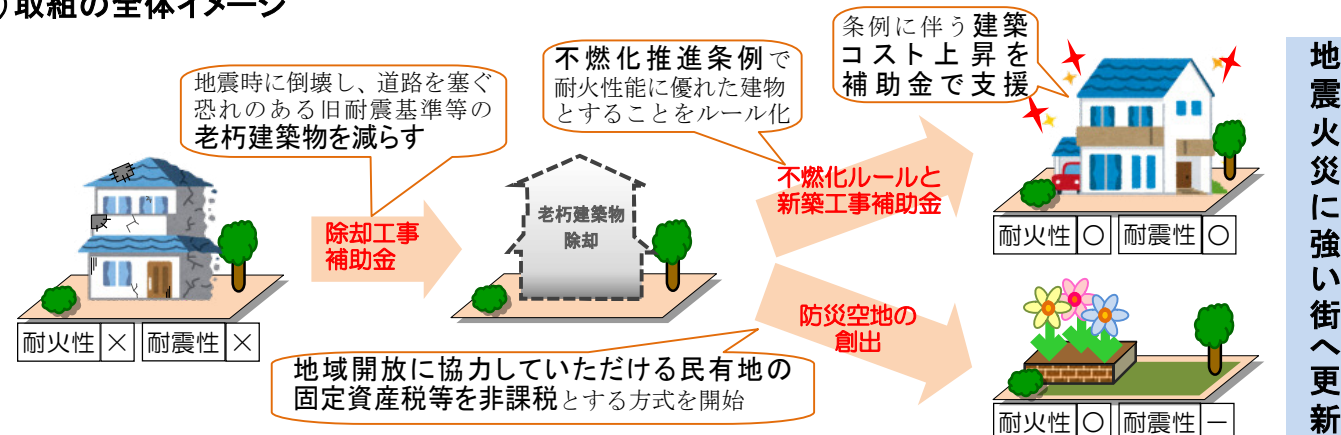 )取組の全体イメージ
地震時に倒壊し、道路を塞ぐ
恐れのある旧耐震基準等の
老朽建築物を減らす
不燃化推進条例で
耐火性能に優れた建物
とすることをルール化
条例に伴う建築
コスト上昇を
補助金で支援
除却工事
補助金
老朽建築物
除却
不燃化ルールと
新築工事補助金
防災空地の
創出
耐火性 × 耐震性 ×
耐火性 ○ 耐震性 ○
地域開放に協力していただける民有地の
固定資産税等を非課税とする方式を開始
耐火性 ○ 耐震性 －
地震火災に強い街へ更新